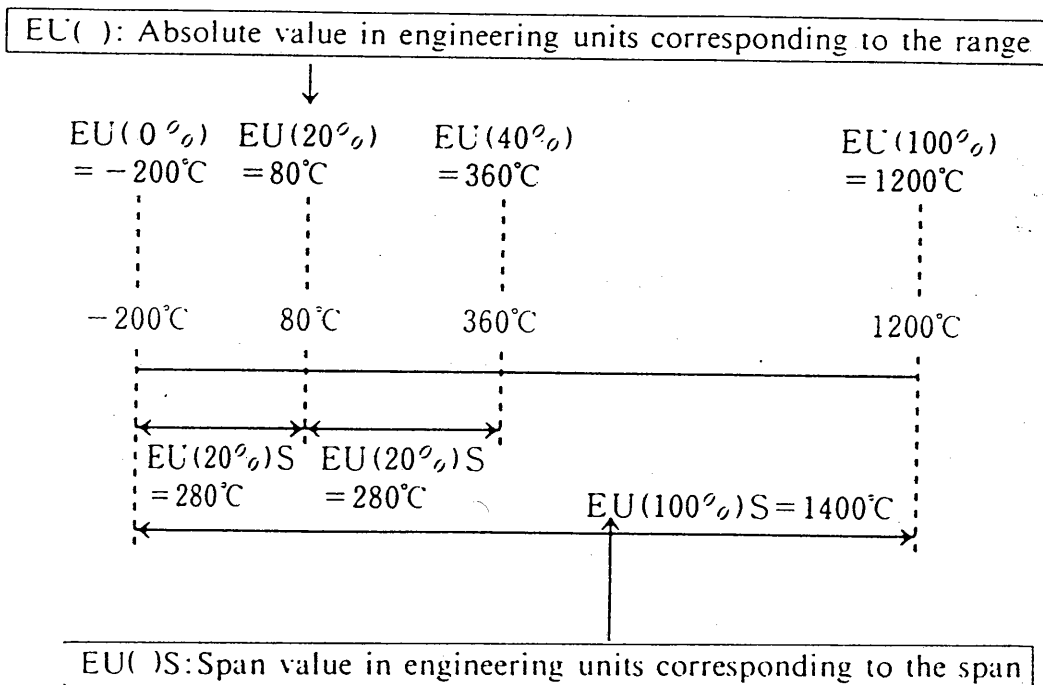 EU( ): Absolute value in engineering units corresponding to the range
EU(0%) EU(20%) EU(40%) EU(100%)
= -200℃ =80℃ =360℃ =1200℃
-200℃ 80℃ 360℃ 1200℃
EU(20%)S EU(20%)S
=280℃ =280℃
EU(100%)S=1400℃
EU( )S:Span value in engineering units corresponding to the span